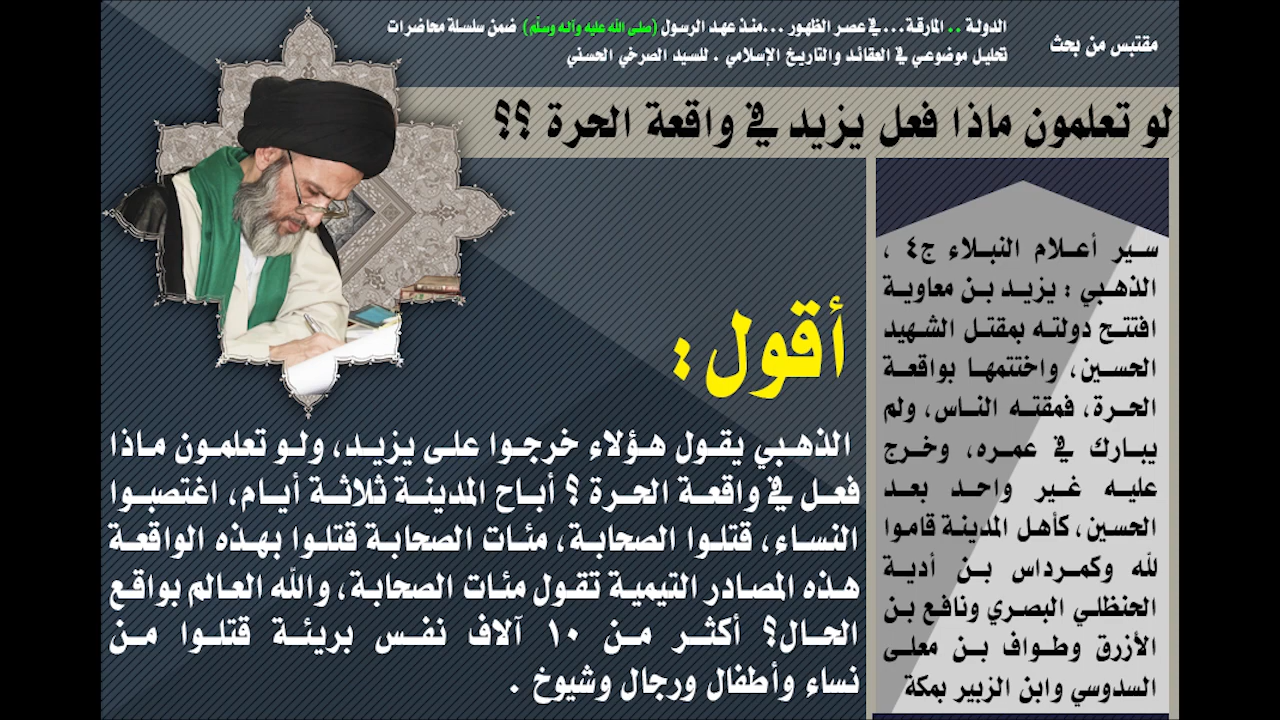 مقتبس من بحث
الدولة .. المارقة...في عصر الظهور ...منذ عهد الرسول (صلى الله عليه وآله وسلّم) ضمن سلسلة محاضرات
تحليل موضوعي في العقائد والتاريخ الإسلامي . للسيد الصرخي الحسني
لو تعلمون ماذا فعل يزيد في واقعة الحرة ؟؟
سير أعلام النبلاء ج٤ ،
الذهبي : يزيد بن معاوية
افتتح دولته بمقتل الشهيد
الحسين، واختتمها بواقعة
الحرة، فمقته الناس، ولم
يبارك في عمره، وخرج
عليه غير واحد بعد
الحسين، كأهل المدينة قاموا
لله وكمرداس بن أدية
الحنظلي البصري ونافع بن
الأزرق وطواف بن معلى
السدوسي وابن الزبير بمكة
أقول :
الذهبي يقول هؤلاء خرجوا على يزيد، ولو تعلمون ماذا
فعل في واقعة الحرة ؟ أباح المدينة ثلاثة أيام، اغتصبوا
النساء، قتلوا الصحابة، مئات الصحابة قتلوا بهذه الواقعة
هذه المصادر التيمية تقول مئات الصحابة، والله العالم بواقع
الحال؟ أكثر من ١٠ آلاف نفس بريئة قتلوا من
نساء وأطفال ورجال وشيوخ .